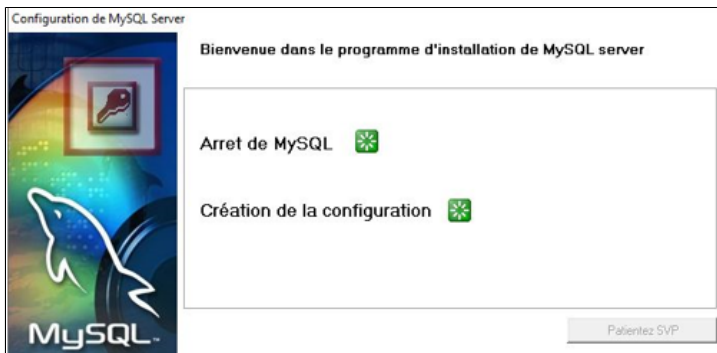 Configuration de MySQL Server
Bienvenue dans le programme d'installation de MySQL server
Arret de MySQL
Création de la configuration
MySQL
Patientez SVP